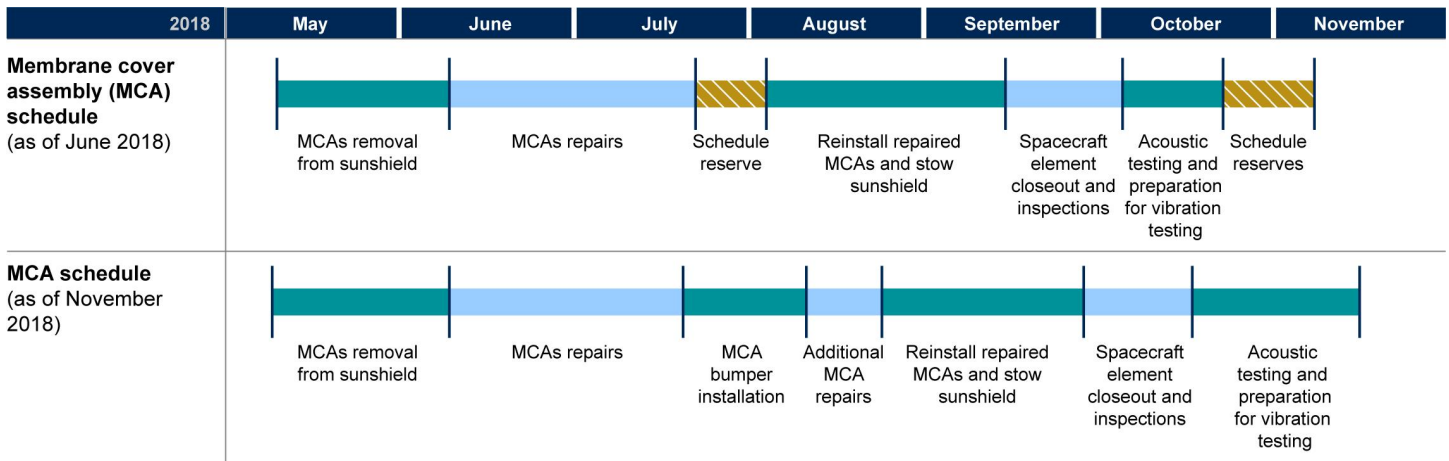 2018
May
June
July
August
September
October
November
Membrane cover
assembly (MCA)
schedule
(as of June 2018)
MCAs removal
from sunshield
MCAs repairs
Schedule
reserve
Reinstall repaired
MCAs and stow
sunshield
Spacecraft
element
closeout and
inspections
Acoustic
testing and
preparation
for vibration
testing
Schedule
reserves
MCA schedule
(as of November
2018)
MCAs removal
from sunshield
MCAs repairs
MCA
bumper
installation
Additional
MCA
repairs
Reinstall repaired
MCAs and stow
sunshield
Spacecraft
element
closeout and
inspections
Acoustic
testing and
preparation
for vibration
testing